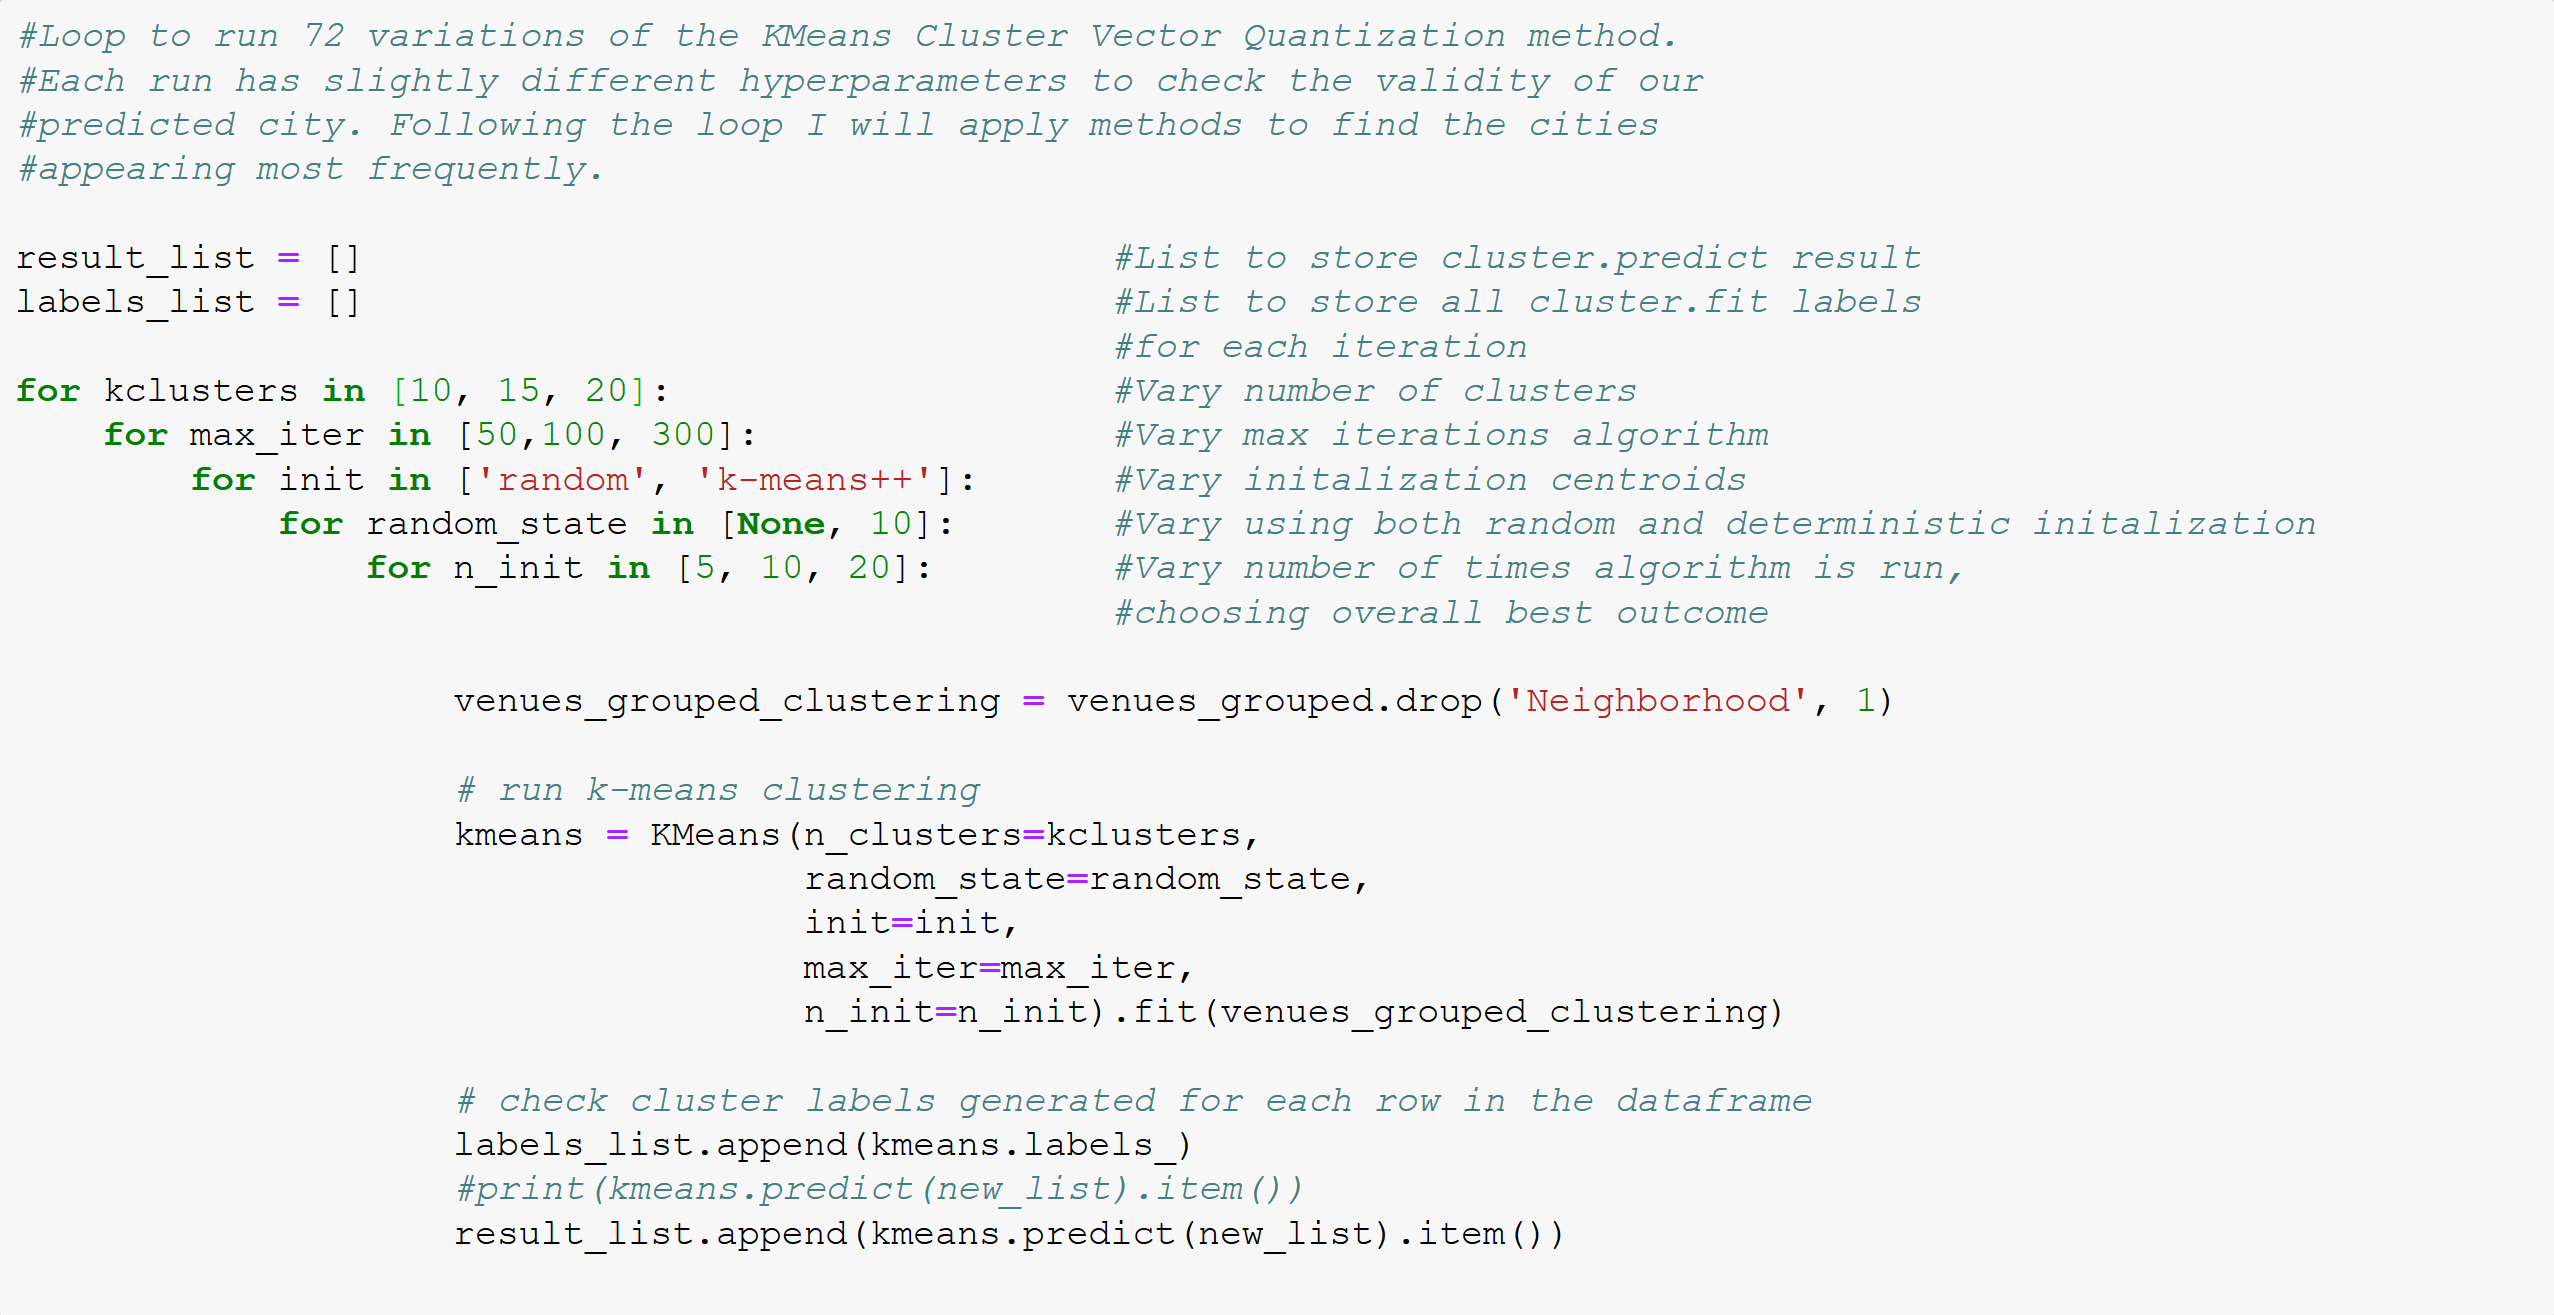 #Loop to run 72 variations of the KMeans Cluster Vector Quantization method.
#Each run has slightly different hyperparameters to check the validity of our
#predicted city. Following the loop I will apply methods to find the cities
#appearing most frequently.
result_list = [] #List to store cluster.predict result
labels_list = [] #List to store all cluster.fit labels
#for each iteration
for kclusters in [10, 15, 20]: #Vary number of clusters
for max_iter in [50,100, 300]: #Vary max iterations algorithm
for init in ['random', 'k-means++']: #Vary initalization centroids
for random_state in [None, 10]: #Vary using both random and deterministic initalization
for n_init in [5, 10, 20]: #Vary number of times algorithm is run,
#choosing overall best outcome
venues_grouped_clustering = venues_grouped.drop('Neighborhood', 1)
# run k-means clustering
kmeans = KMeans(n_clusters=kclusters,
random_state=random_state,
init=init,
max_iter=max_iter,
n_init=n_init).fit(venues_grouped_clustering)
# check cluster labels generated for each row in the dataframe
labels_list.append(kmeans.labels_)
#print(kmeans.predict(new_list).item())
result_list.append(kmeans.predict(new_list).item())